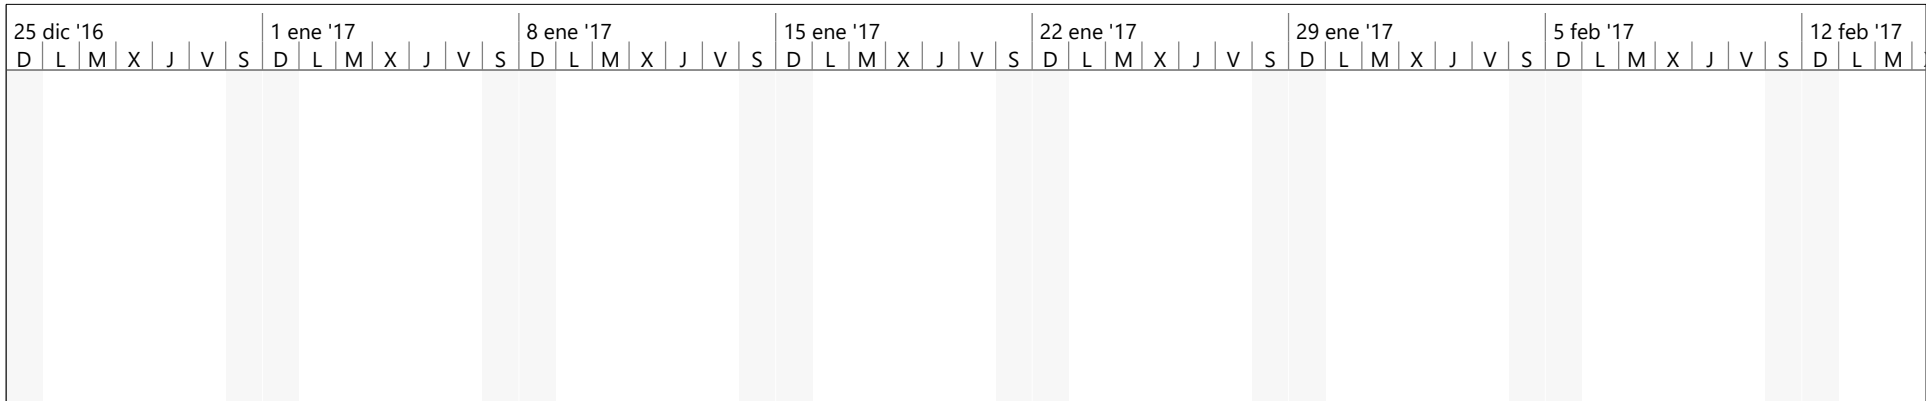 25 dic '16 1 ene '17 8 ene '17 15 ene '17 22 ene '17 29 ene '17 5 feb '17 12 feb '17
D L M X J V S D L M X J V S D L M X J V S D L M X J V S D L M X J V S D L M X J V S D L M X J V S D L M